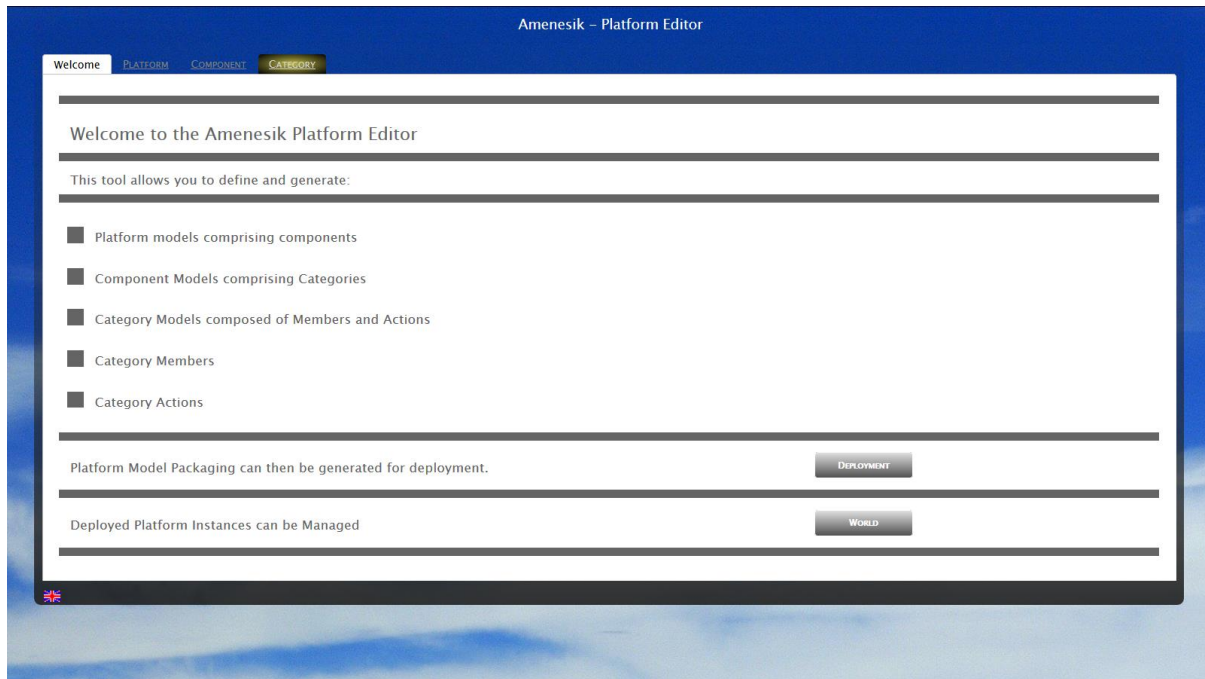 Amenesik – Platform Editor
Welcome Platform Component Category
Welcome to the Amenesik Platform Editor
This tool allows you to define and generate:
Platform models comprising components
Component Models comprising Categories
Category Models composed of Members and Actions
Category Members
Category Actions
Platform Model Packaging can then be generated for deployment. Deployment
Deployed Platform Instances can be Managed World